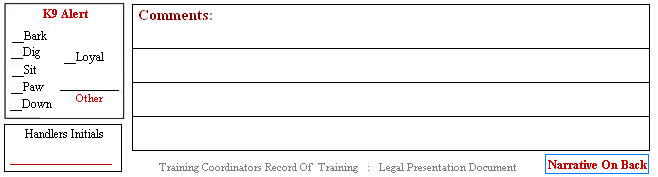 K9 Alert
__Bark
__Dig
__Loyal
__Sit
__Paw
Other
__Down
Handlers Initials
Comments:
Training Coordinators Record Of Training : Legal Presentation Document
Narrative On Back